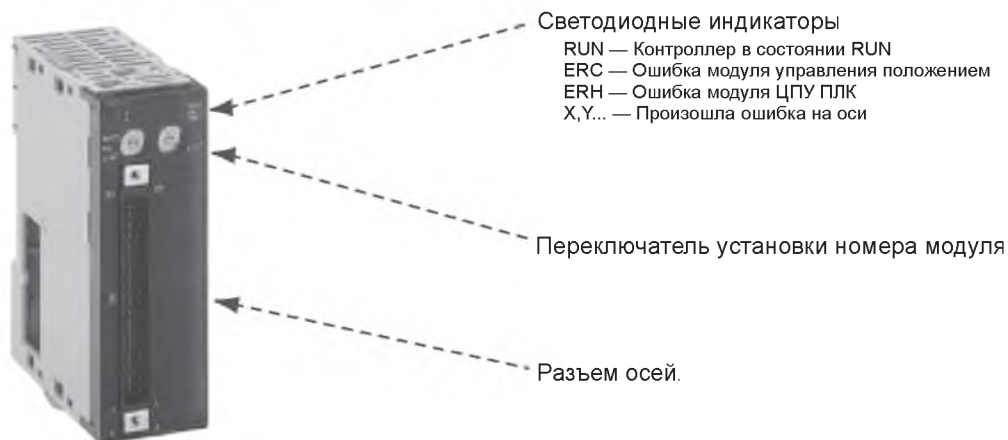 Светодиодные индикаторы
RUN — Контроллер в состоянии RUN
ERC — Ошибка модуля управления положением
ERH — Ошибка модуля ЦПУ ПЛК
X,Y... — Произошла ошибка на оси
Переключатель установки номера модуля
Разъем осей.